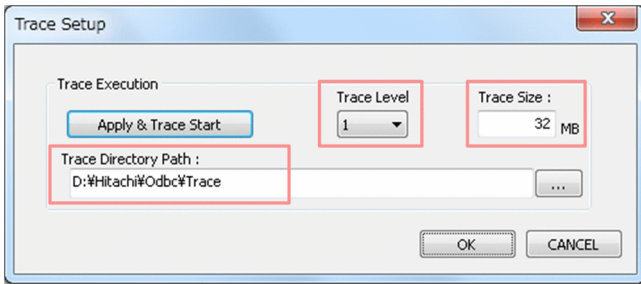 Trace Setup
Trace Execution
Apply & Trace Start
Trace Level
1
Trace Size :
32 MB
Trace Directory Path :
D:¥Hitachi¥Odbc¥Trace
...
OK
CANCEL